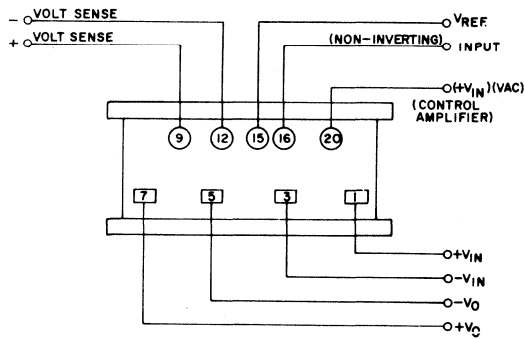 − VOLT SENSE
+ VOLT SENSE
VREF.
(NON-INVERTING) INPUT
(+VIN)(VAC)
(CONTROL
AMPLIFIER)
9 12 15 16 20
7 5 3 1
+VIN
−VIN
−VO
+VO